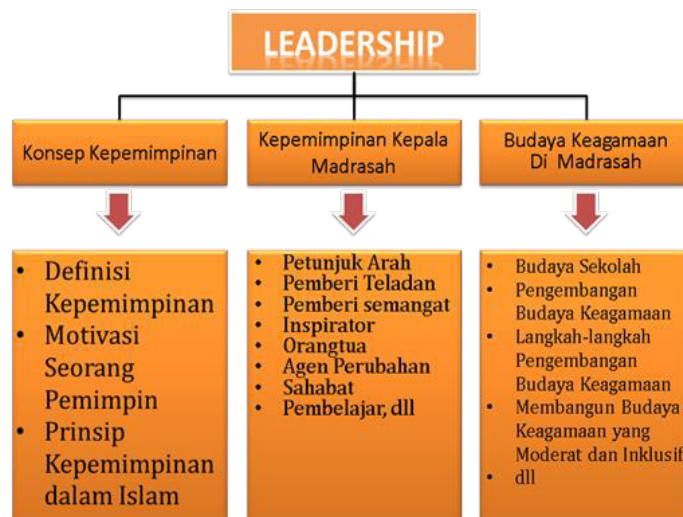 LEADERSHIP
Konsep Kepemimpinan
Kepemimpinan Kepala
Madrasah
Budaya Keagamaan
Di Madrasah
• Definisi
Kepemimpinan
• Motivasi
Seorang
Pemimpin
• Prinsip
Kepemimpinan
dalam Islam
• Petunjuk Arah
• Pemberi Teladan
• Pemberi semangat
• Inspirator
• Orangtua
• Agen Perubahan
• Sahabat
• Pembelajar, dll
• Budaya Sekolah
• Pengembangan
Budaya Keagamaan
• Langkah-langkah
Pengembangan
Budaya Keagamaan
• Membangun Budaya
Keagamaan yang
Moderat dan Inklusif
• dll